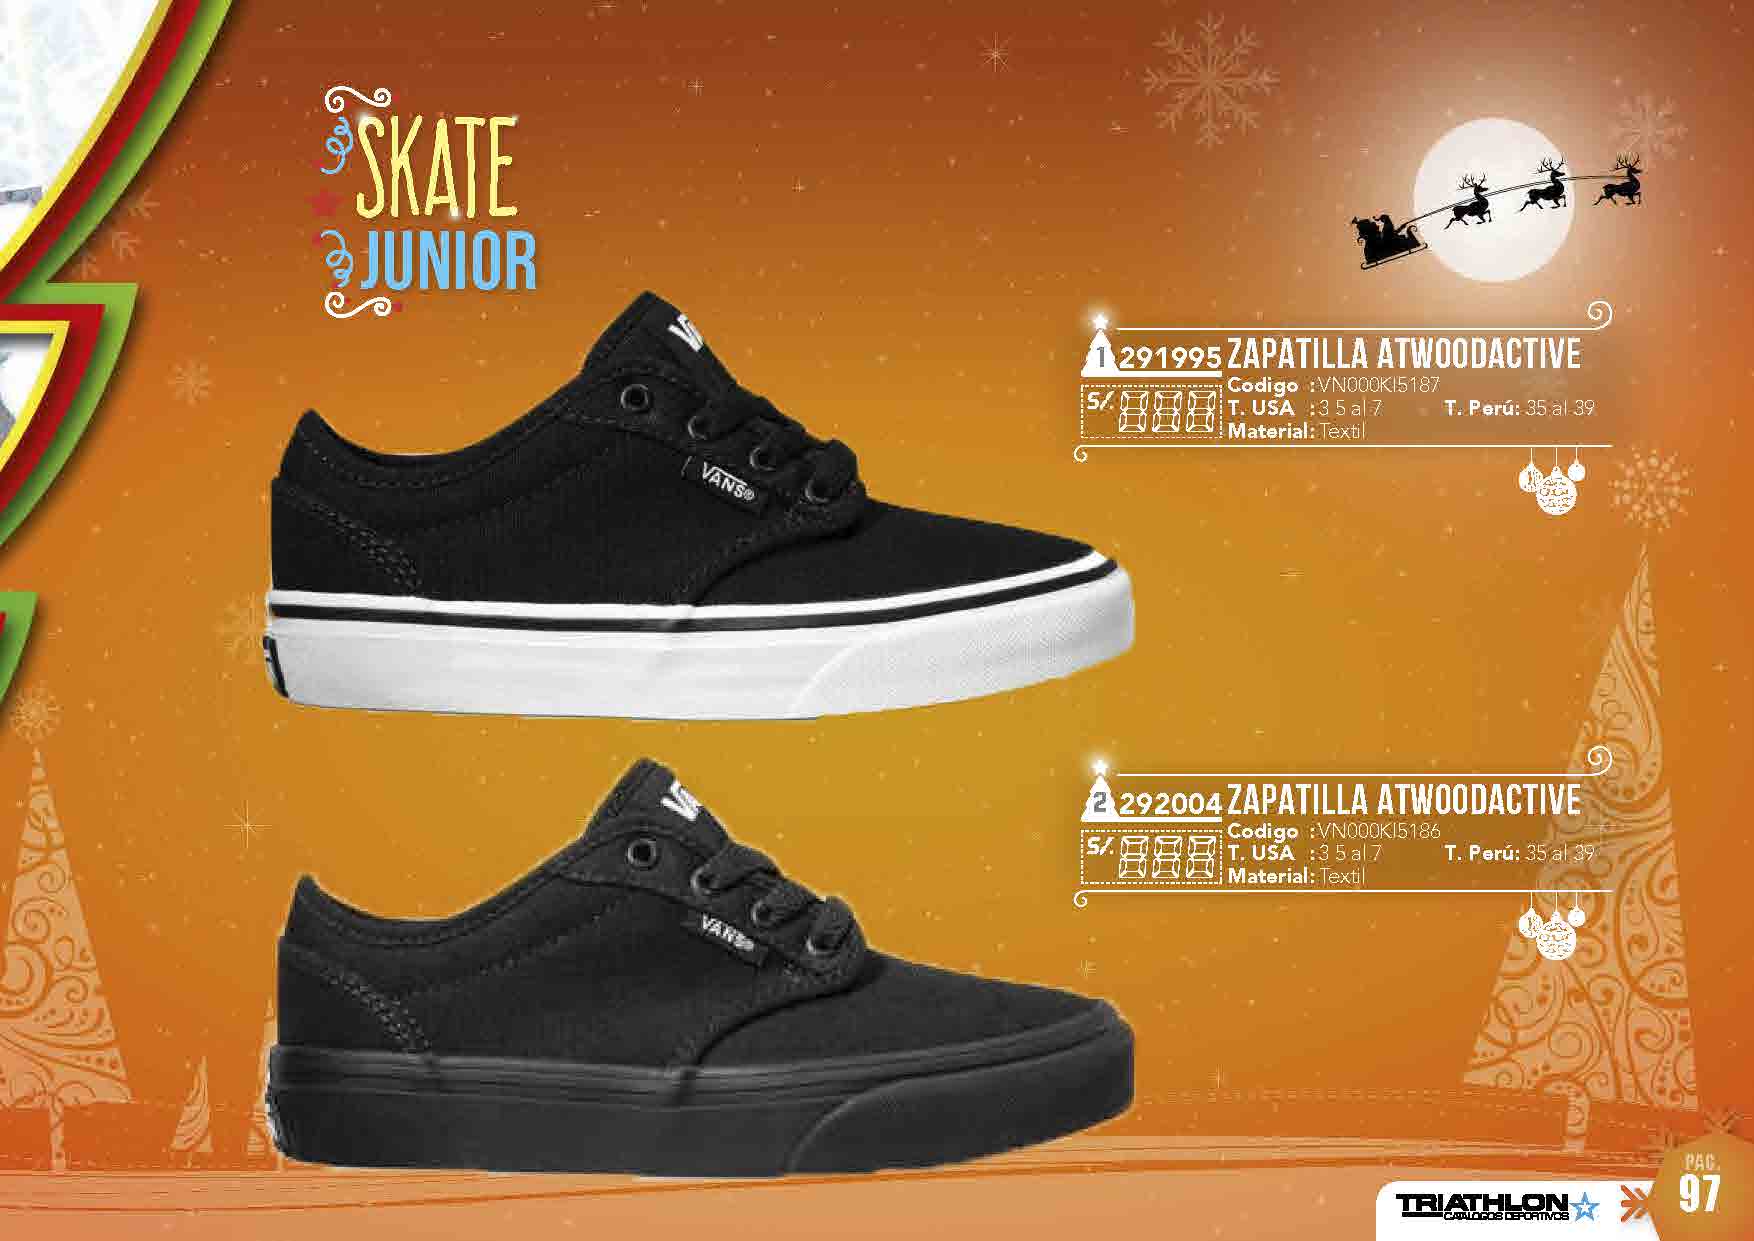 SKATE
JUNIOR
VANS®
1 291995 ZAPATILLA ATWOODACTIVE
Codigo : VN000KI5187
S/.
T. USA : 3 5 al 7 T. Perú: 35 al 39
Material: Textil
VANS®
2 292004 ZAPATILLA ATWOODACTIVE
Codigo : VN000KI5186
S/.
T. USA : 3 5 al 7 T. Perú: 35 al 39
Material: Textil
PAG.
97
TRIATHLON
CATALOGOS DEPORTIVOS